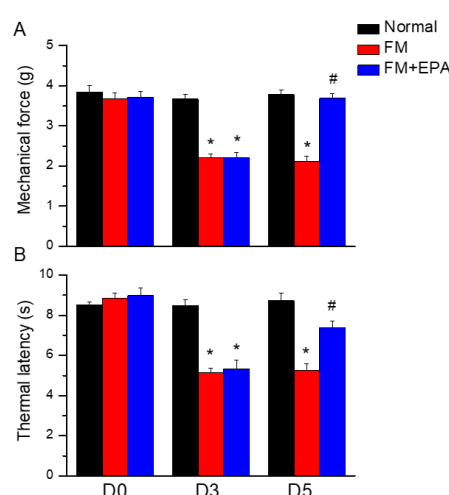 A
Normal
FM
FM+EPA
Mechanical force (g)
5
4
3
2
1
0
* *
* #
B
Thermal latency (s)
10
8
6
4
2
0
* *
* #
D0 D3 D5